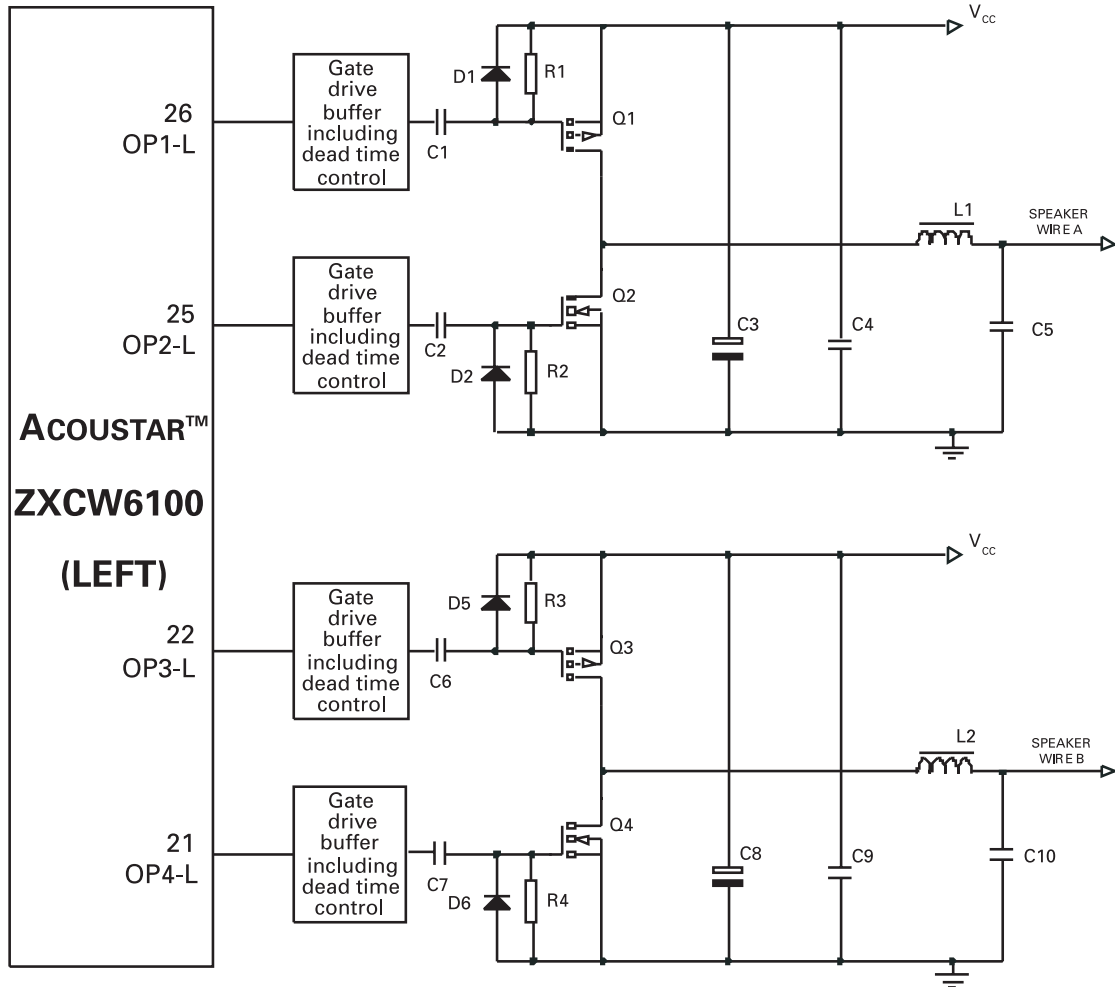 V
CC
26
OP1-L
Gate
drive
buffer
including
dead time
control
C1
D1
R1
Q1
L1
SPEAKER
WIRE A
25
OP2-L
Gate
drive
buffer
including
dead time
control
C2
D2
R2
Q2
C3
C4
C5
ACOUSTAR™
ZXCW6100
(LEFT)
V
CC
22
OP3-L
Gate
drive
buffer
including
dead time
control
C6
D5
R3
Q3
L2
SPEAKER
WIRE B
21
OP4-L
Gate
drive
buffer
including
dead time
control
C7
D6
R4
Q4
C8
C9
C10